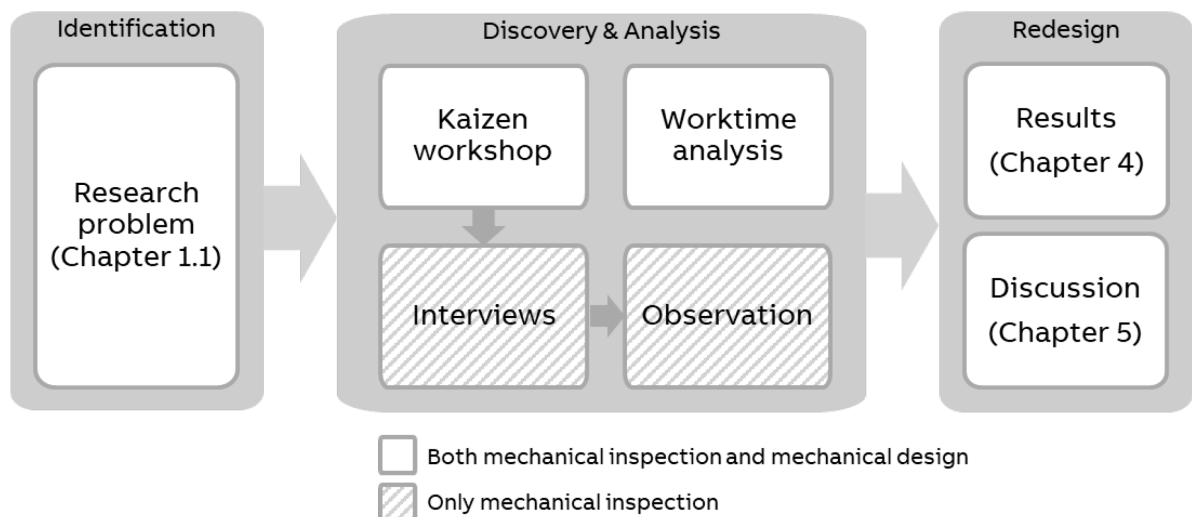 Identification
Research
problem
(Chapter 1.1)
Discovery & Analysis
Kaizen
workshop
Worktime
analysis
Interviews
Observation
Redesign
Results
(Chapter 4)
Discussion
(Chapter 5)
Both mechanical inspection and mechanical design
Only mechanical inspection